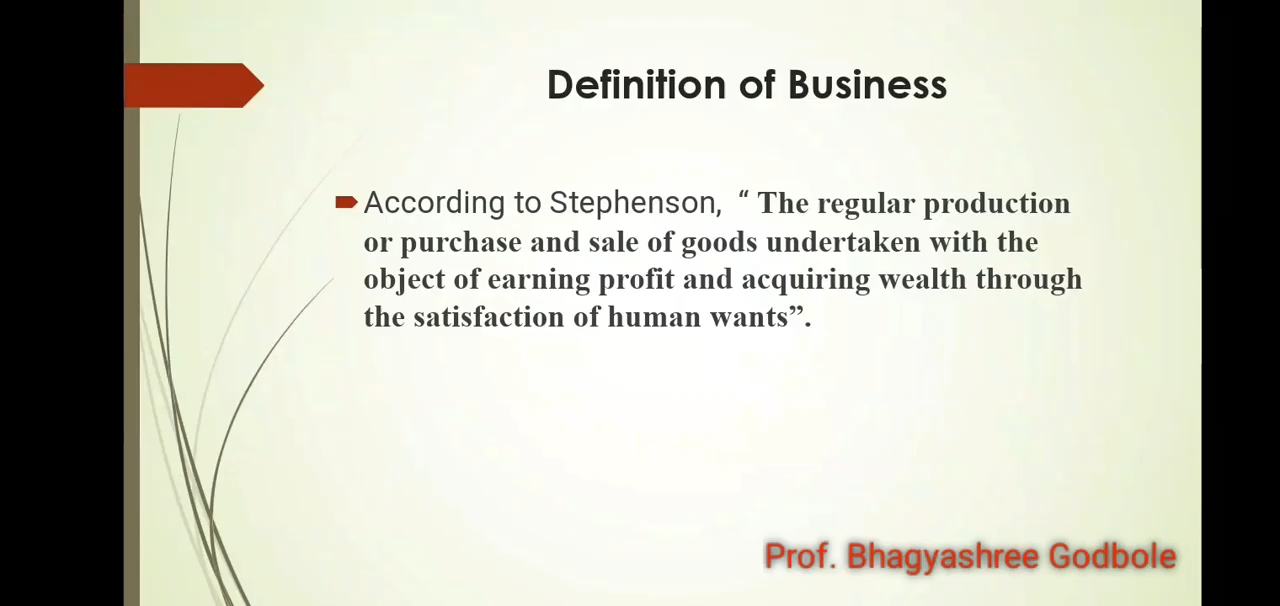 Definition of Business
According to Stephenson, “ The regular production
or purchase and sale of goods undertaken with the
object of earning profit and acquiring wealth through
the satisfaction of human wants”.
Prof. Bhagyashree Godbole